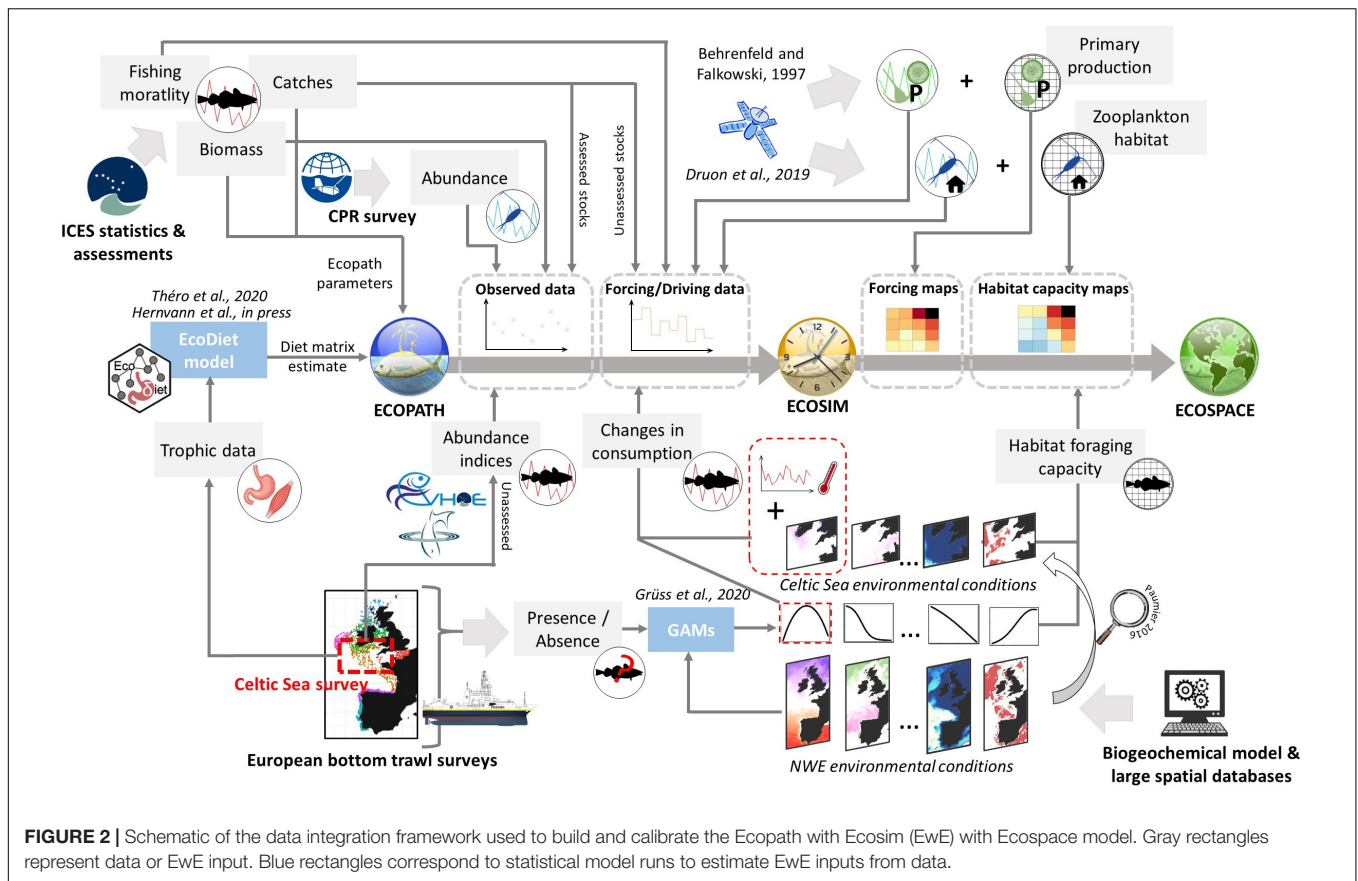 Fishing
moratlity
Catches
Biomass
ICES statistics &
assessments
CPR survey
Abundance
Ecopath
parameters
Assessed stocks
Unassessed stocks
Behrenfeld and
Falkowski, 1997
Druon et al., 2019
P
+
P
Primary
production
Zooplankton
habitat
+
Théro et al., 2020
Hernvann et al., in press
EcoDiet
model
Eco
δiet
Diet matrix
estimate
ECOPATH
Observed data
Forcing/Driving data
12
3
6
9
ECOSIM
Forcing maps
Habitat capacity maps
ECOSPACE
Trophic data
Abundance
indices
EVHOE
Unassessed
Changes in
consumption
+
...
Habitat foraging
capacity
Celtic Sea environmental conditions
Paumier 2016
Grüss et al., 2020
Presence /
Absence
?
GAMs
...
...
NWE environmental conditions
Celtic Sea survey
European bottom trawl surveys
Biogeochemical model &
large spatial databases
FIGURE 2 | Schematic of the data integration framework used to build and calibrate the Ecopath with Ecosim (EwE) with Ecospace model. Gray rectangles
represent data or EwE input. Blue rectangles correspond to statistical model runs to estimate EwE inputs from data.